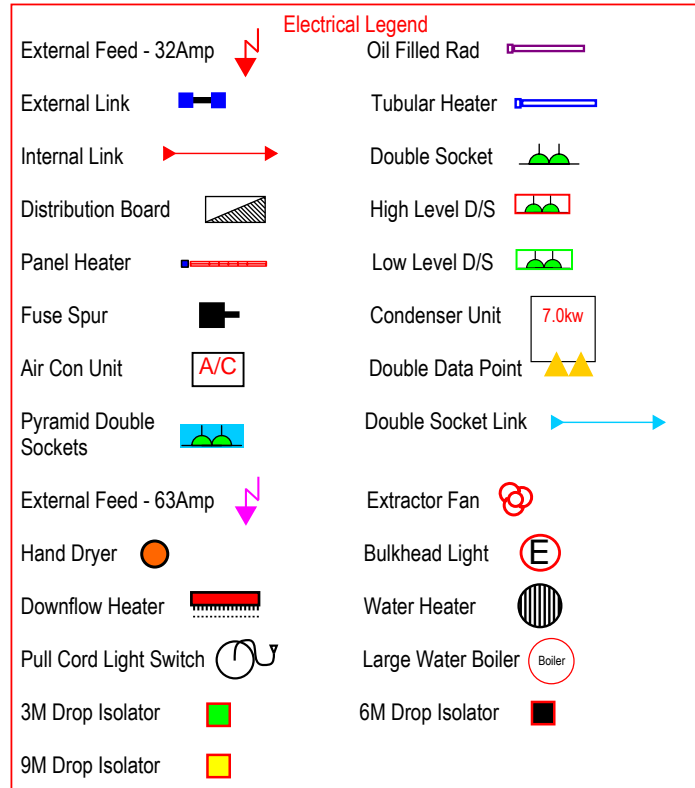 Electrical Legend
External Feed - 32Amp
Oil Filled Rad
External Link
Tubular Heater
Internal Link
Double Socket
Distribution Board
High Level D/S
Panel Heater
Low Level D/S
Fuse Spur
Condenser Unit
7.0kw
Air Con Unit
A/C
Double Data Point
Pyramid Double
Sockets
Double Socket Link
External Feed - 63Amp
Extractor Fan
Hand Dryer
Bulkhead Light
E
Downflow Heater
Water Heater
Pull Cord Light Switch
Large Water Boiler
Boiler
3M Drop Isolator
6M Drop Isolator
9M Drop Isolator